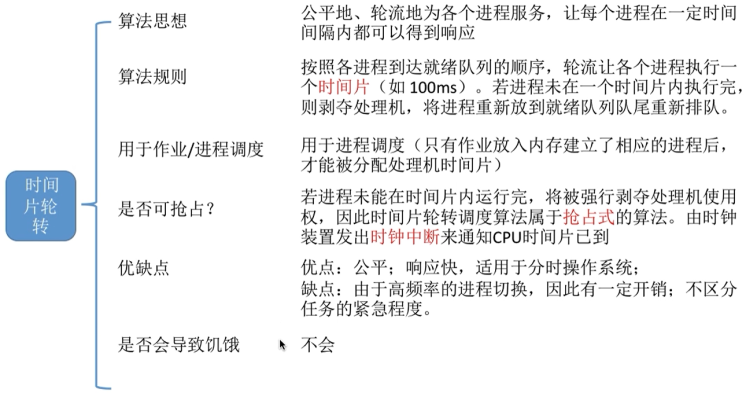 时间
片轮
转
算法思想
公平地、轮流地为各个进程服务，让每个进程在一定时间
间隔内都可以得到响应
算法规则
按照各进程到达就绪队列的顺序，轮流让各个进程执行一
个时间片（如 100ms）。若进程未在一个时间片内执行完，
则剥夺处理机，将进程重新放到就绪队列队尾重新排队。
用于作业/进程调度
用于进程调度（只有作业放入内存建立了相应的进程后，
才能被分配处理机时间片）
是否可抢占？
若进程未能在时间片内运行完，将被强行剥夺处理机使用
权，因此时间片轮转调度算法属于抢占式的算法。由时钟
装置发出时钟中断来通知CPU时间片已到
优缺点
优点：公平；响应快，适用于分时操作系统；
缺点：由于高频率的进程切换，因此有一定开销；不区分
任务的紧急程度。
是否会导致饥饿
不会